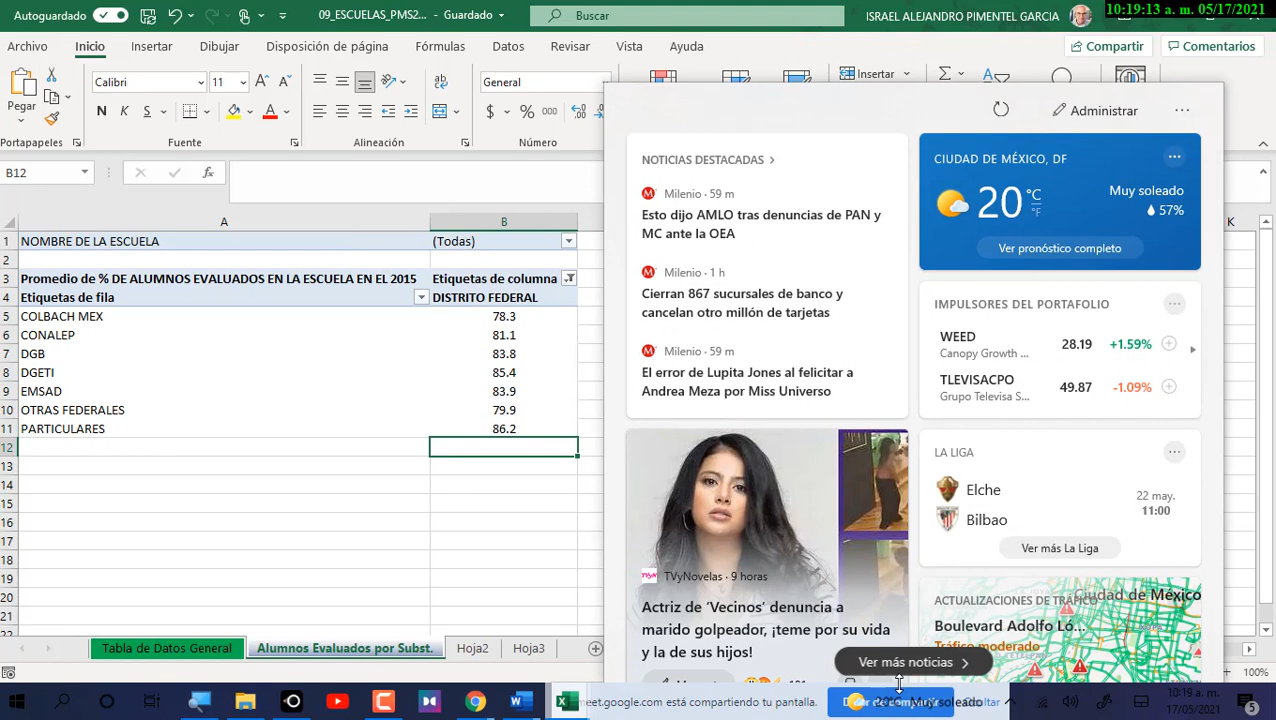 Autoguardado
09_ESCUELAS_PMS2... - Guardado
Buscar
ISRAEL ALEJANDRO PIMENTEL GARCIA
10:19:13 a. m. 05/17/2021
Archivo Inicio Insertar Dibujar Disposición de página Fórmulas Datos Revisar Vista Ayuda
Compartir
Comentarios
Pegar
Calibri
11
General
Insertar
N K S
$ % 000
Portapapeles
Fuente
Alineación
Número
B12
fx
A B K
1 NOMBRE DE LA ESCUELA (Todas)
2
3 Promedio de % DE ALUMNOS EVALUADOS EN LA ESCUELA EN EL 2015 Etiquetas de columna
4 Etiquetas de fila DISTRITO FEDERAL
5 COLBACH MEX 78.3
6 CONALEP 81.1
7 DGB 83.8
8 DGETI 85.4
9 EMSAD 83.9
10 OTRAS FEDERALES 79.9
11 PARTICULARES 86.2
12
13
14
15
16
17
18
19
20
21
22
Administrar
NOTICIAS DESTACADAS
Milenio · 59 m
Esto dijo AMLO tras denuncias de PAN y
MC ante la OEA
Milenio · 1 h
Cierran 867 sucursales de banco y
cancelan otro millón de tarjetas
Milenio · 59 m
El error de Lupita Jones al felicitar a
Andrea Meza por Miss Universo
CIUDAD DE MÉXICO, DF
20 °C
°F
Muy soleado
57%
Ver pronóstico completo
IMPULSORES DEL PORTAFOLIO
WEED 28.19 +1.59%
Canopy Growth ...
TLEVISACPO 49.87 -1.09%
Grupo Televisa S...
LA LIGA
Elche
Bilbao
22 may.
11:00
Ver más La Liga
TVyNovelas · 9 horas
Actriz de ‘Vecinos’ denuncia a
marido golpeador, ¡teme por su vida
y la de sus hijos!
ACTUALIZACIONES DE TRÁFICO
Ciudad de México
Boulevard Adolfo Ló...
Tráfico moderado
Ver más noticias
Tabla de Datos General
Alumnos Evaluados por Subst.
Hoja2
Hoja3
100%
meet.google.com está compartiendo tu pantalla.
Muy soleado
Ocultar
10:19 a. m.
17/05/2021
5